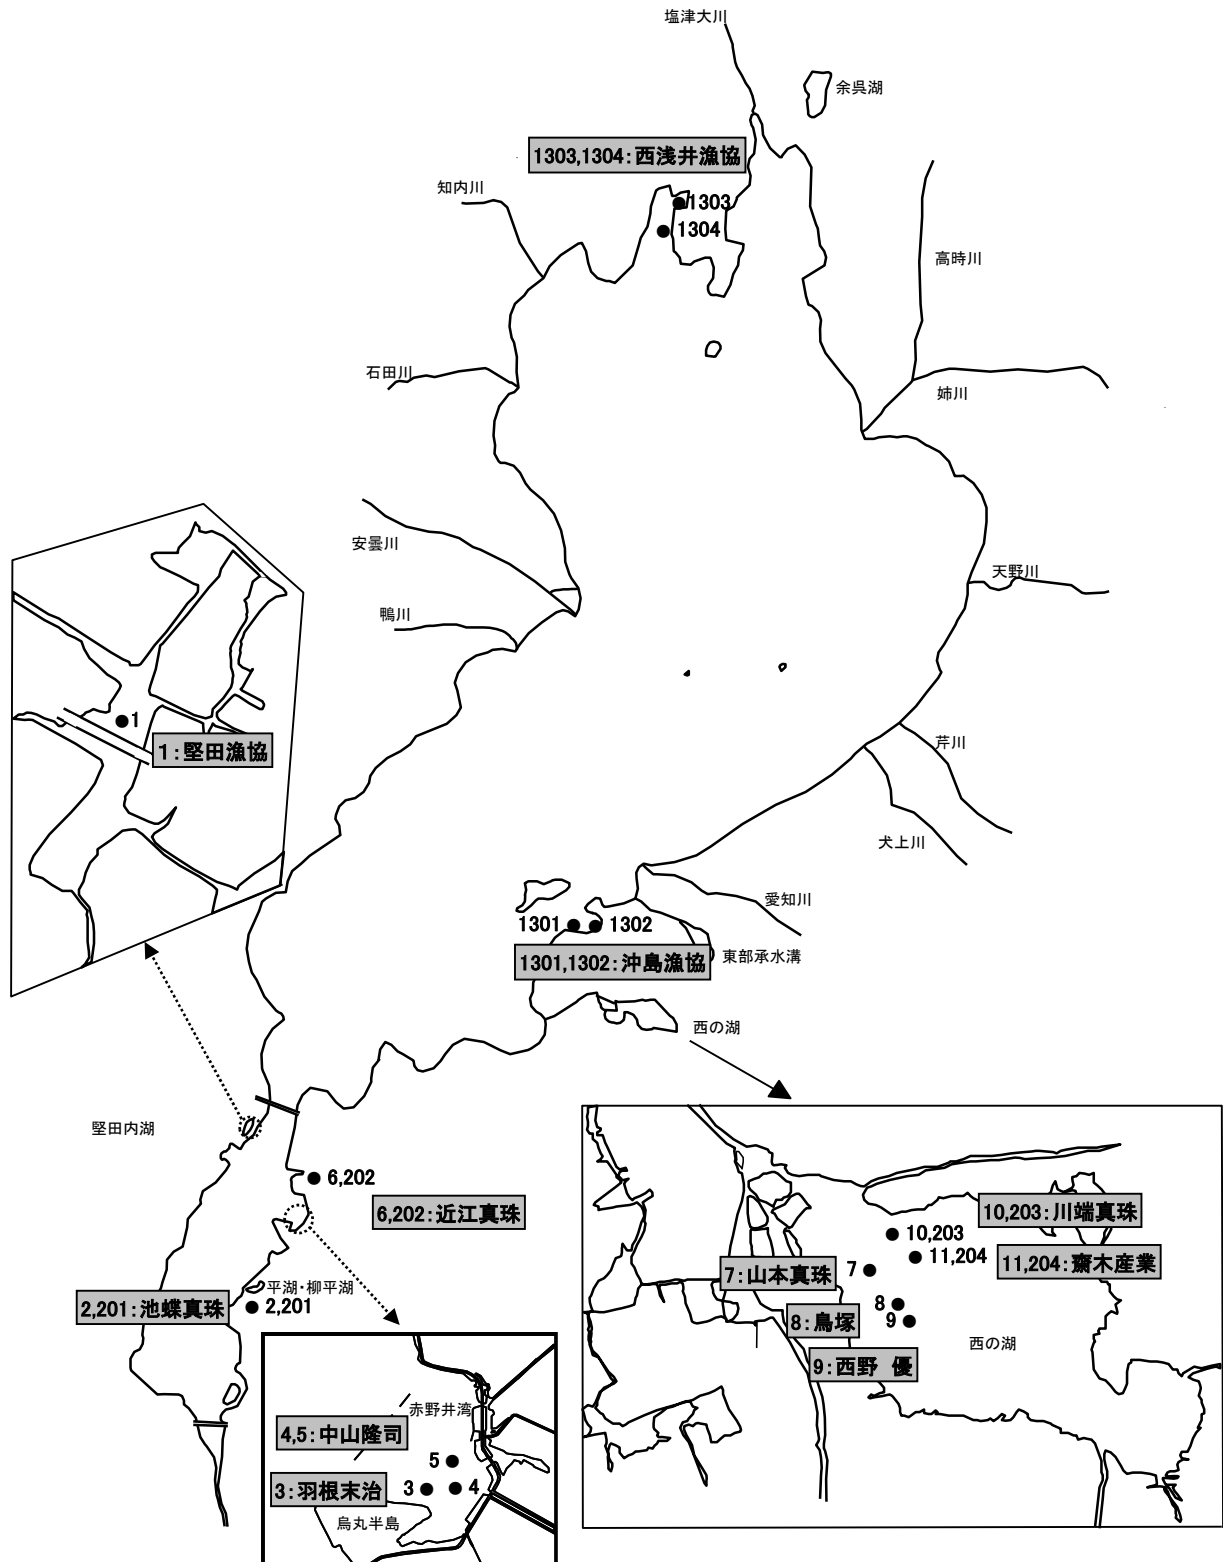 塩津大川
余呉湖
1303,1304:西浅井漁協
知内川
1303
1304
高時川
石田川
姉川
安曇川
天野川
鴨川
1
1:堅田漁協
芹川
犬上川
愛知川
1301
1302
東部承水溝
1301,1302:沖島漁協
西の湖
堅田内湖
6,202
6,202:近江真珠
平湖・柳平湖
2,201:池蝶真珠
2,201
赤野井湾
4,5:中山隆司
5
3
4
3:羽根末治
烏丸半島
10,203:川端真珠
10,203
11,204
11,204:齋木産業
7:山本真珠
7
8
8:鳥塚
9
西の湖
9:西野 優